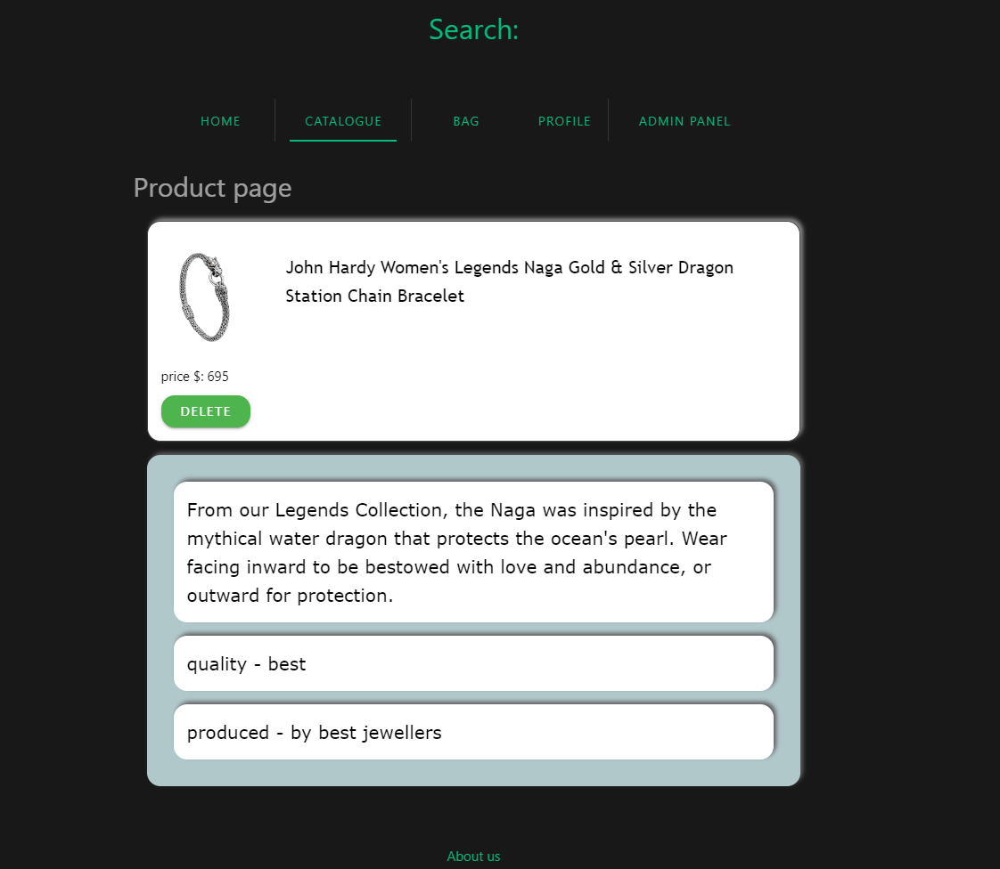 Search:
HOME CATALOGUE BAG PROFILE ADMIN PANEL
Product page
John Hardy Women's Legends Naga Gold & Silver Dragon
Station Chain Bracelet
price $: 695
DELETE
From our Legends Collection, the Naga was inspired by the
mythical water dragon that protects the ocean's pearl. Wear
facing inward to be bestowed with love and abundance, or
outward for protection.
quality - best
produced - by best jewellers
About us